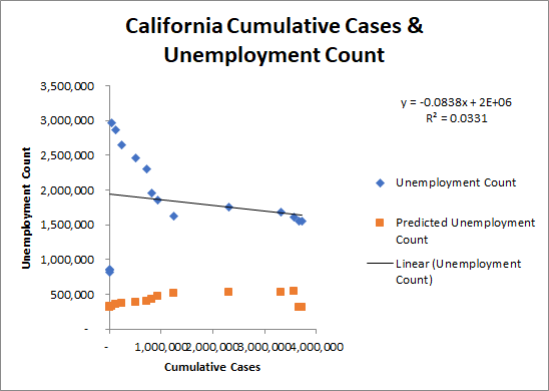 California Cumulative Cases &
Unemployment Count
y = -0.0838x + 2E+06
R² = 0.0331
Unemployment Count
3,500,000
3,000,000
2,500,000
2,000,000
1,500,000
1,000,000
500,000
-
Unemployment Count
Predicted Unemployment
Count
Linear (Unemployment
Count)
-
1,000,000
2,000,000
3,000,000
4,000,000
Cumulative Cases